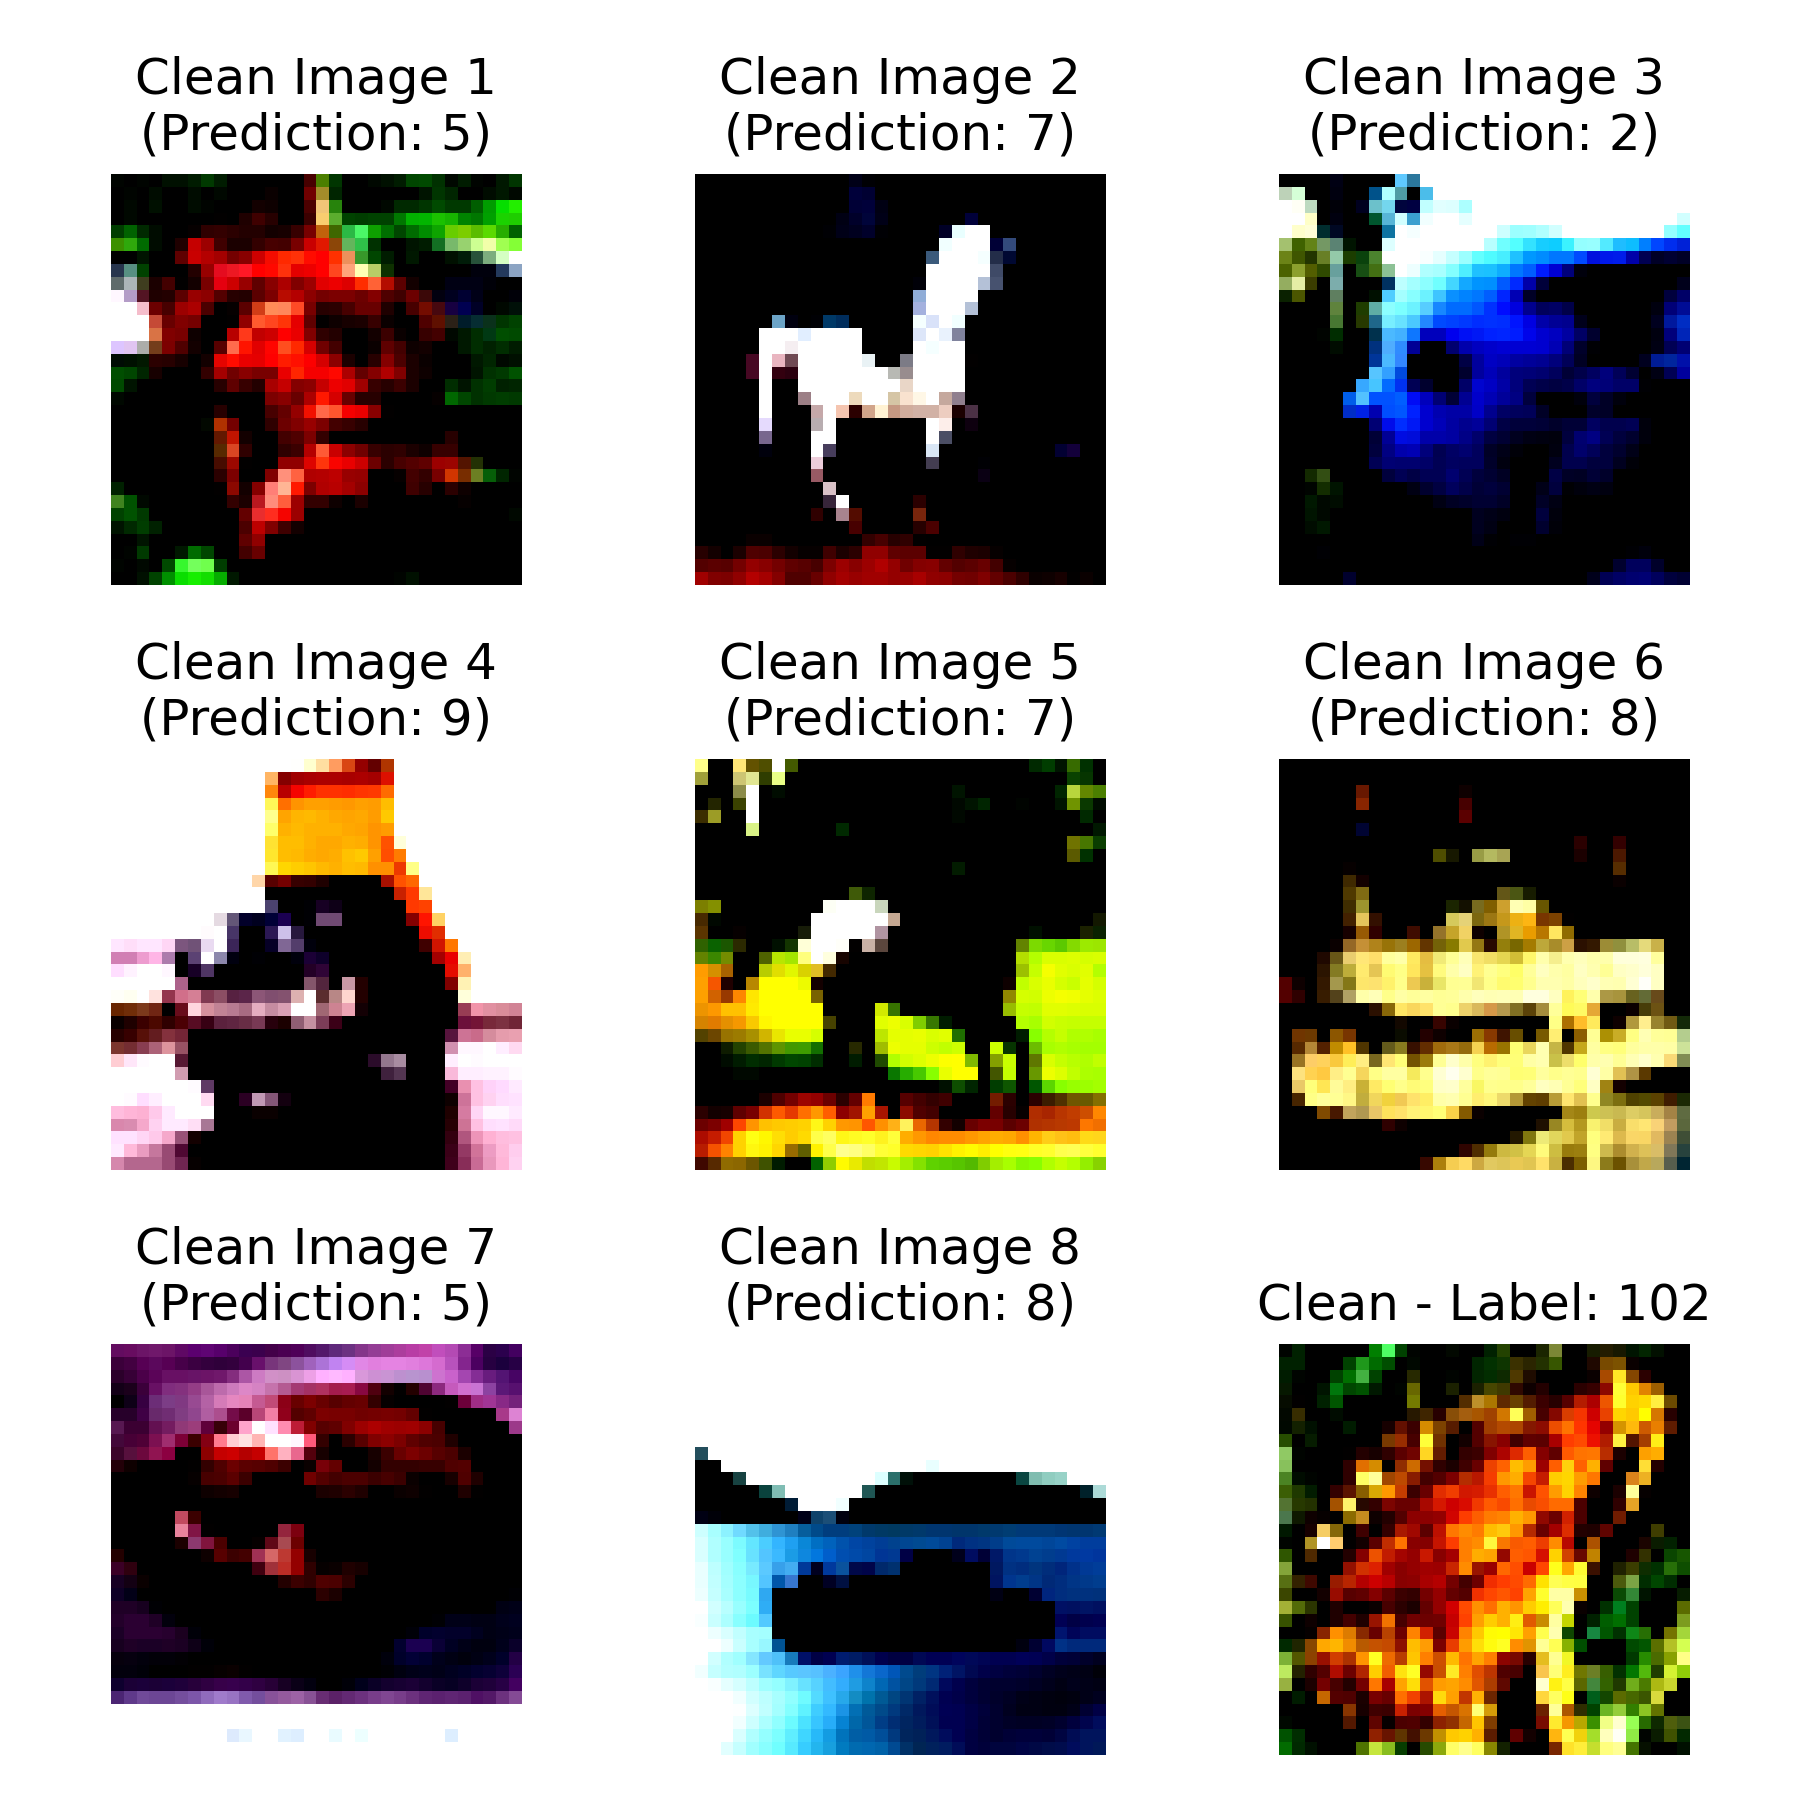 Clean Image 1
(Prediction: 5)
Clean Image 2
(Prediction: 7)
Clean Image 3
(Prediction: 2)
Clean Image 4
(Prediction: 9)
Clean Image 5
(Prediction: 7)
Clean Image 6
(Prediction: 8)
Clean Image 7
(Prediction: 5)
Clean Image 8
(Prediction: 8)
Clean - Label: 102